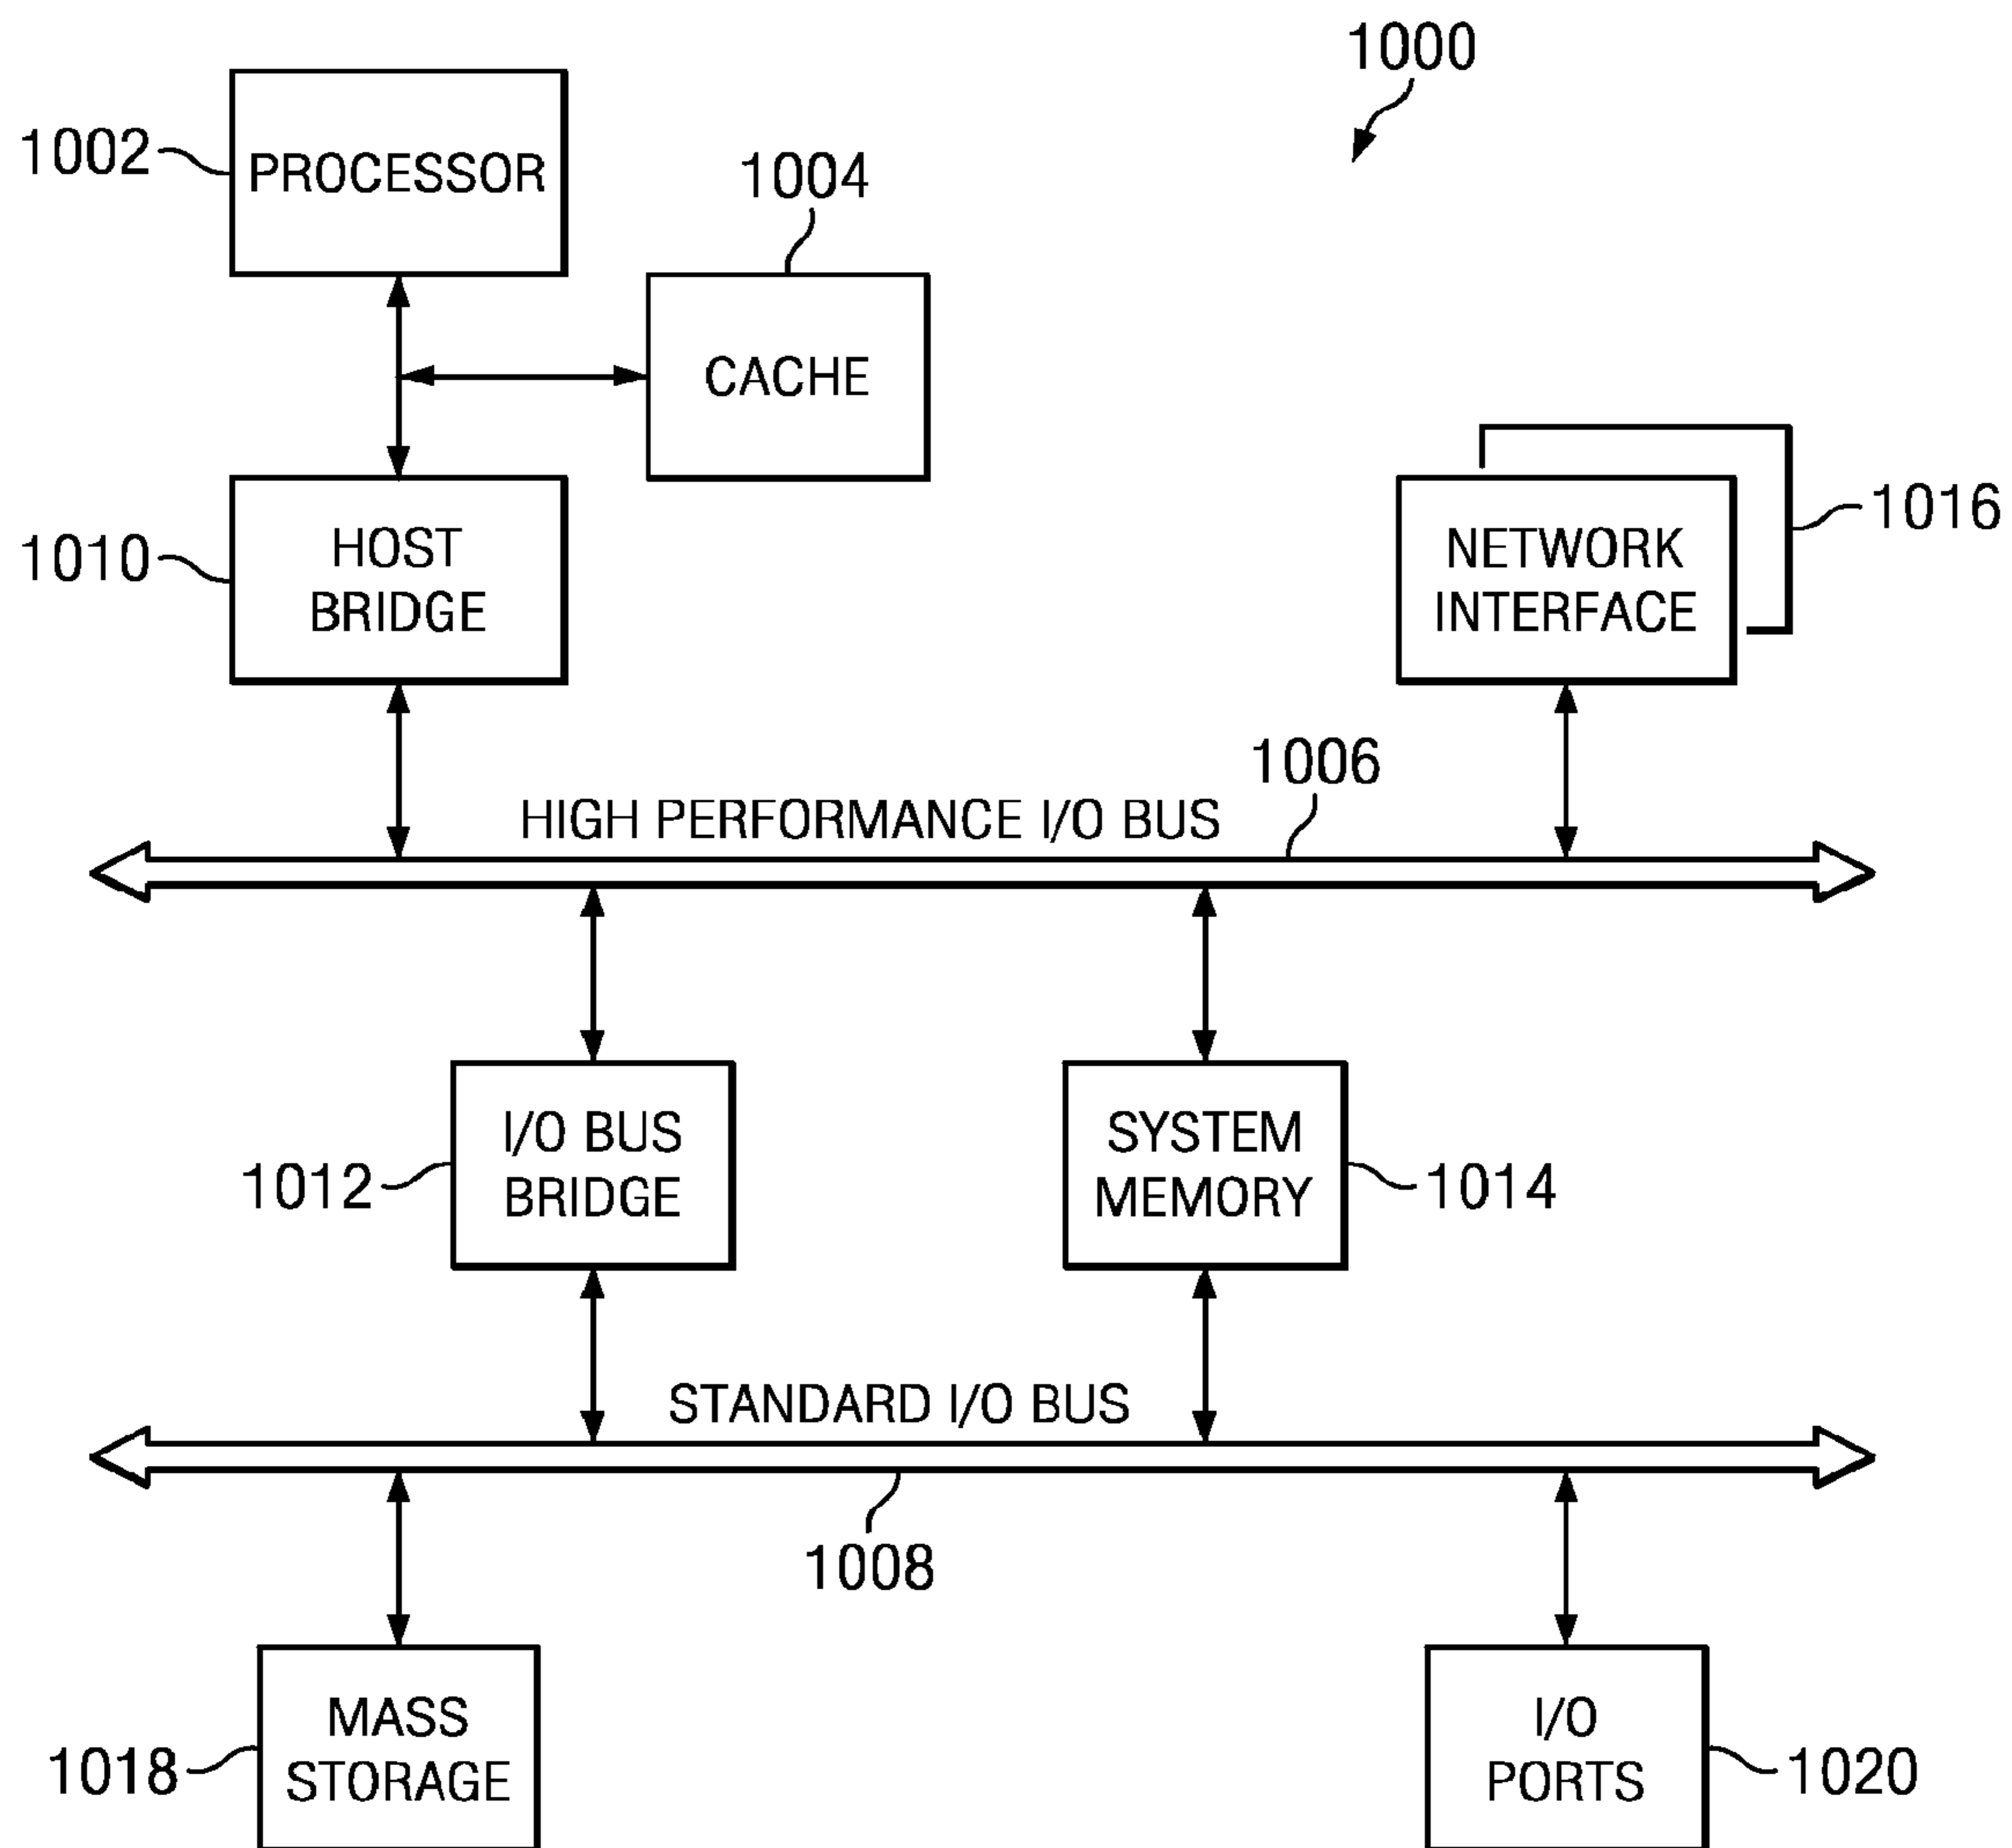 1000
1002
PROCESSOR
1004
CACHE
1010
HOST
BRIDGE
NETWORK
INTERFACE
1016
1006
HIGH PERFORMANCE I/O BUS
1012
I/O BUS
BRIDGE
SYSTEM
MEMORY
1014
STANDARD I/O BUS
1008
1018
MASS
STORAGE
I/O
PORTS
1020